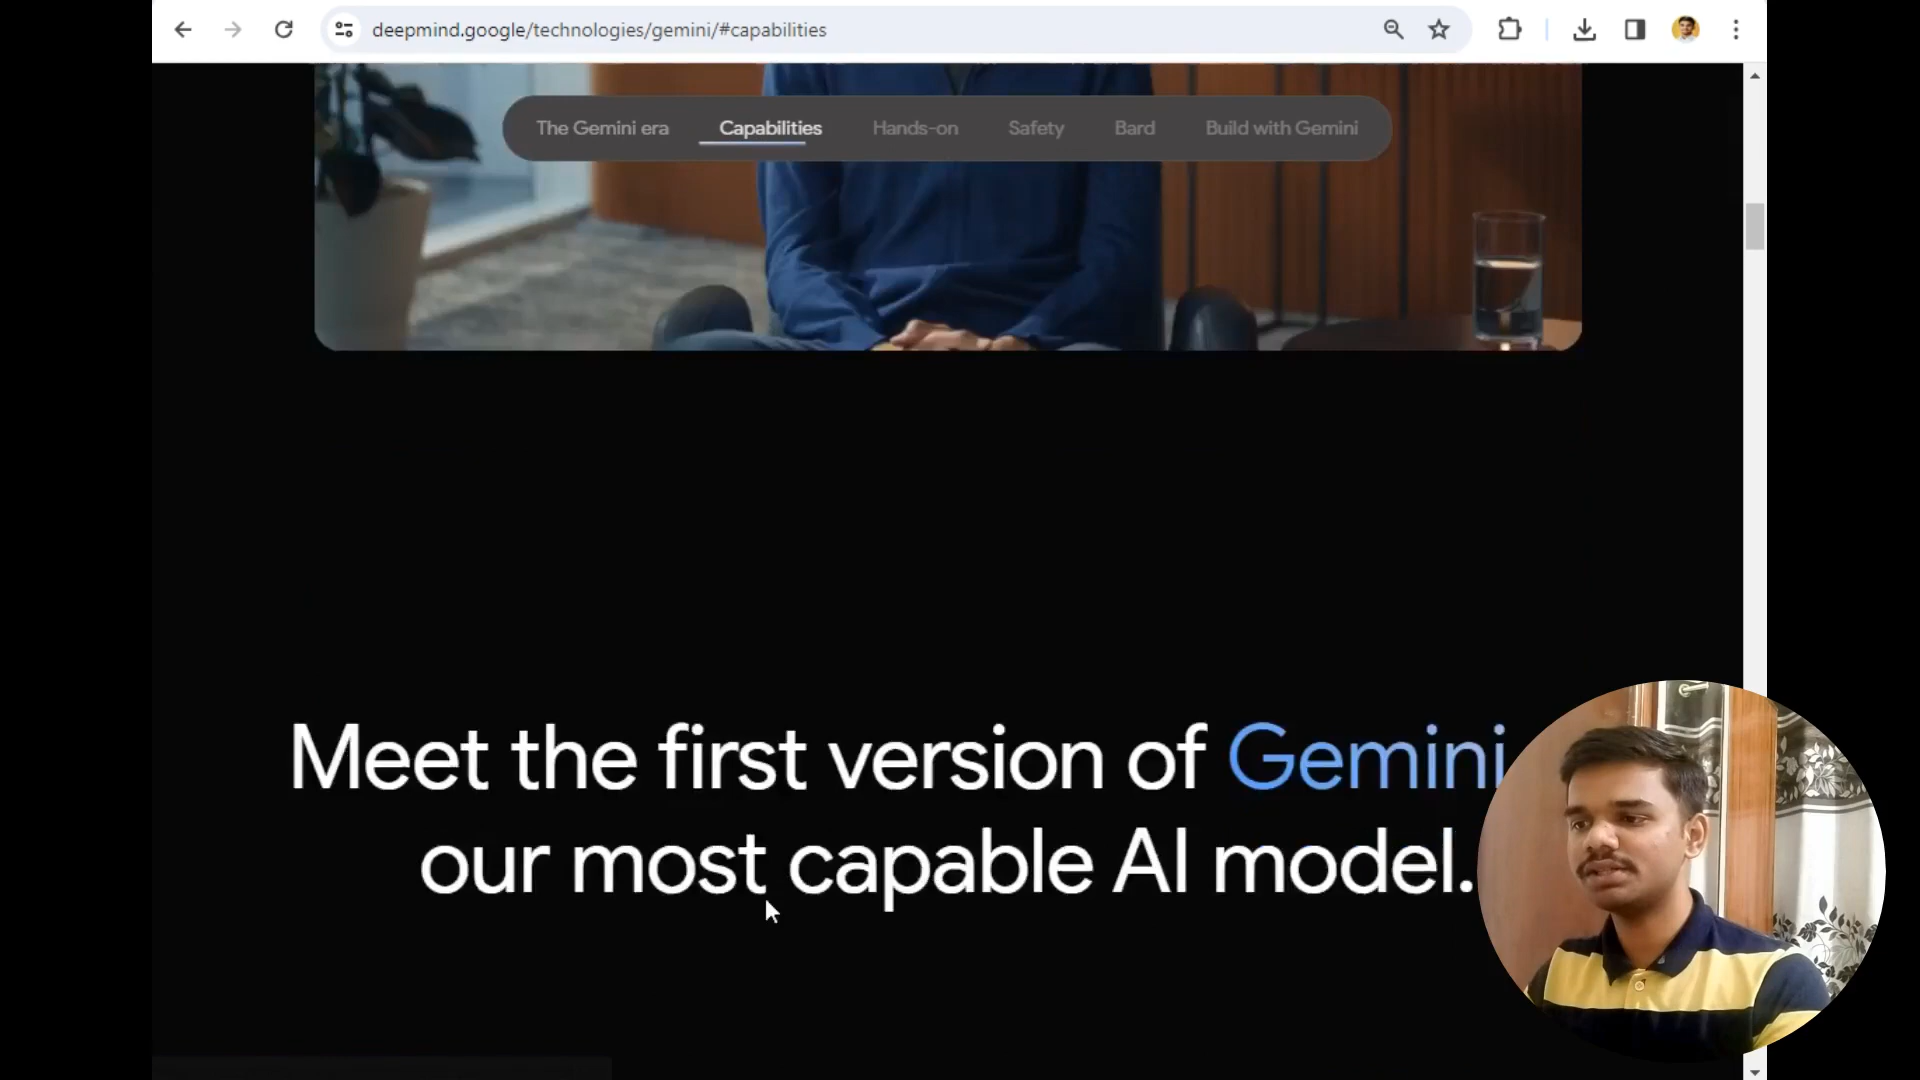 deepmind.google/technologies/gemini/#capabilities
The Gemini era Capabilities Hands-on Safety Bard Build with Gemini
Meet the first version of Gemini
our most capable AI model.